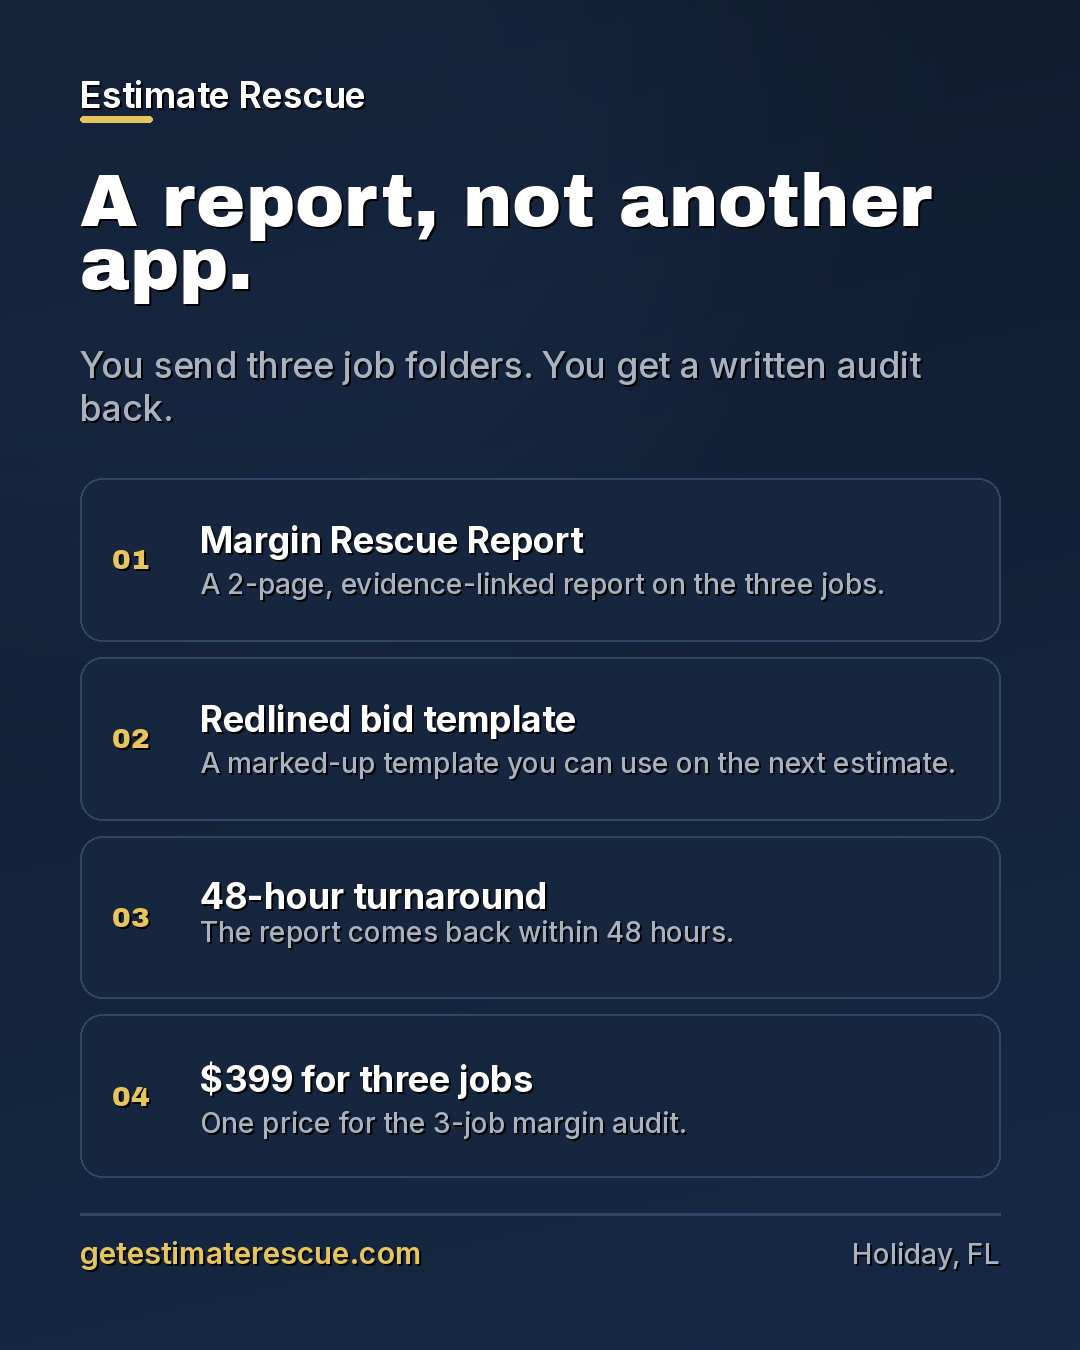 Estimate Rescue
A report, not another
app.
You send three job folders. You get a written audit
back.
01
Margin Rescue Report
A 2-page, evidence-linked report on the three jobs.
02
Redlined bid template
A marked-up template you can use on the next estimate.
03
48-hour turnaround
The report comes back within 48 hours.
04
$399 for three jobs
One price for the 3-job margin audit.
getestimaterescue.com
Holiday, FL